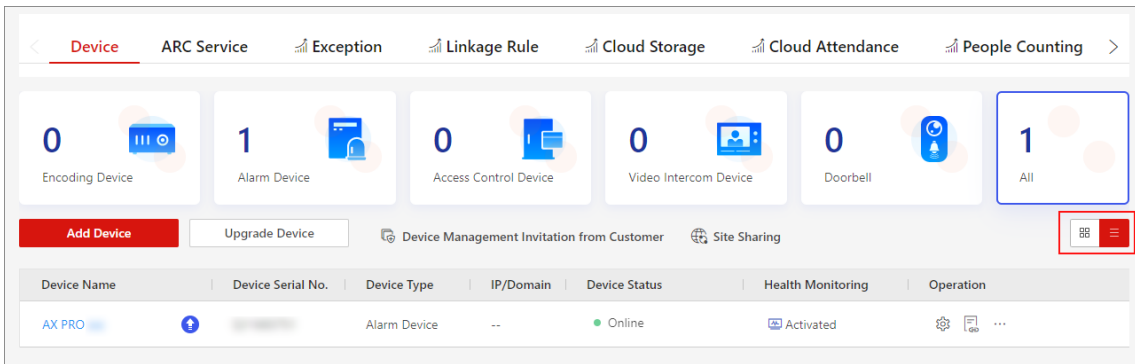 Device ARC Service Exception Linkage Rule Cloud Storage Cloud Attendance People Counting
0 1 0 0 0 1
Encoding Device Alarm Device Access Control Device Video Intercom Device Doorbell All
Add Device Upgrade Device Device Management Invitation from Customer Site Sharing
Device Name Device Serial No. Device Type IP/Domain Device Status Health Monitoring Operation
AX PRO Alarm Device -- Online Activated ...